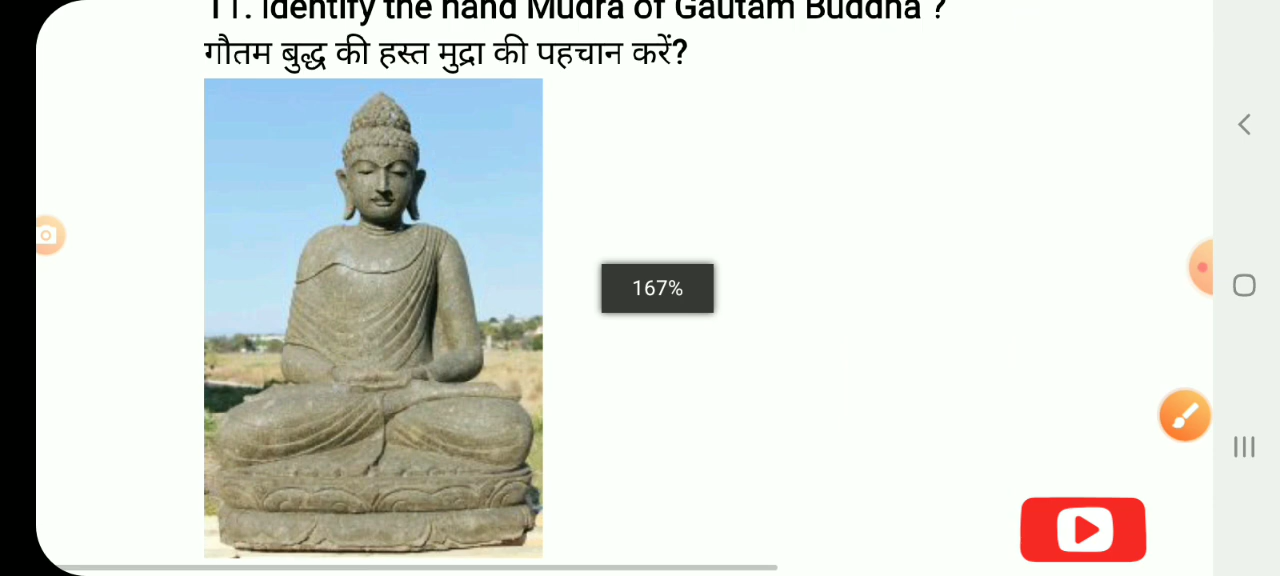 11. Identify the hand Mudra of Gautam Buddha ?
गौतम बुद्ध की हस्त मुद्रा की पहचान करें?
167%